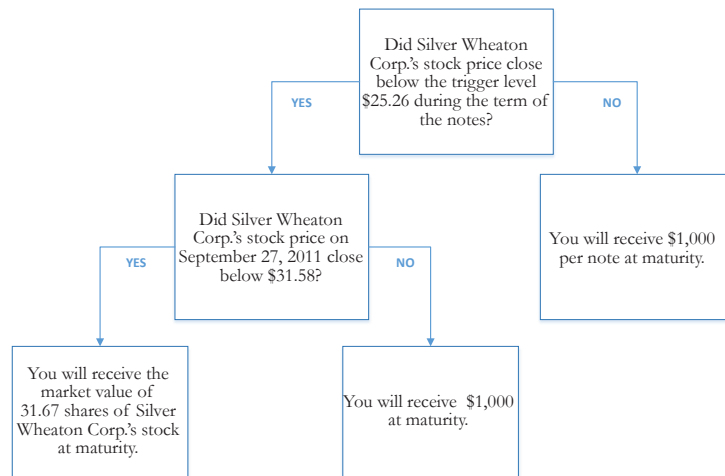 Did Silver Wheaton
Corp.'s stock price close
below the trigger level
$25.26 during the term of
the notes?
YES
NO
Did Silver Wheaton
Corp.'s stock price on
September 27, 2011 close
below $31.58?
You will receive $1,000
per note at maturity.
YES
NO
You will receive the
market value of
31.67 shares of Silver
Wheaton Corp.'s stock
at maturity.
You will receive $1,000
at maturity.